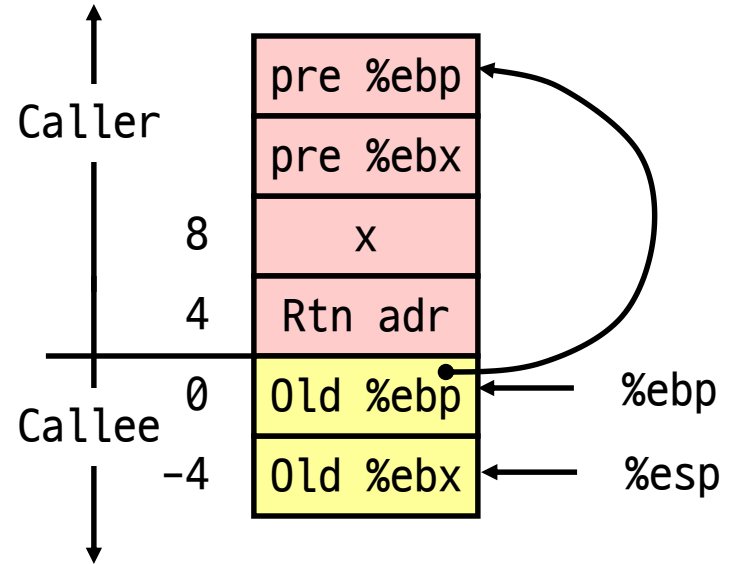 pre %ebp
Caller
pre %ebx
8 x
4 Rtn adr
0 Old %ebp %ebp
Callee
-4 Old %ebx %esp